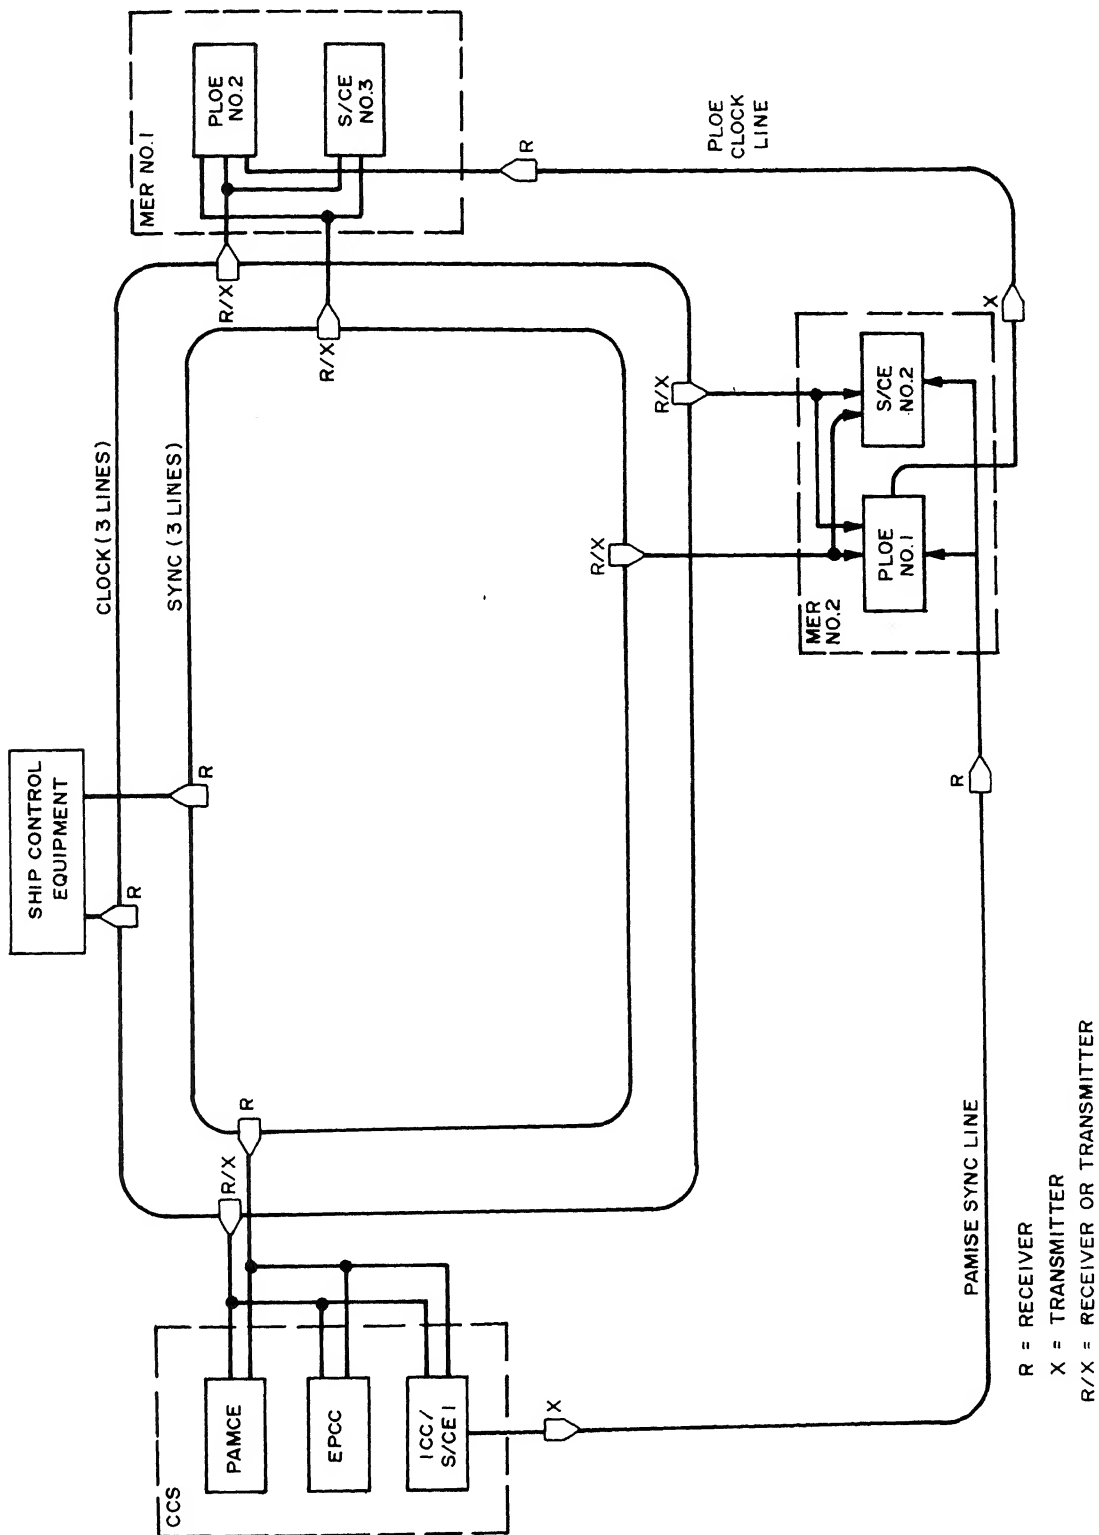 SHIP CONTROL
EQUIPMENT
R
R
CLOCK (3 LINES)
SYNC (3 LINES)
CCS
PAMCE
EPCC
ICC/
S/CE 1
R/X
R
X
MER NO.1
PLOE
NO.2
S/CE
NO.3
R/X
R/X
R
PLOE
CLOCK
LINE
R/X
R/X
MER
NO.2
PLOE
NO.1
S/CE
NO.2
X
R
PAMISE SYNC LINE
R = RECEIVER
X = TRANSMITTER
R/X = RECEIVER OR TRANSMITTER